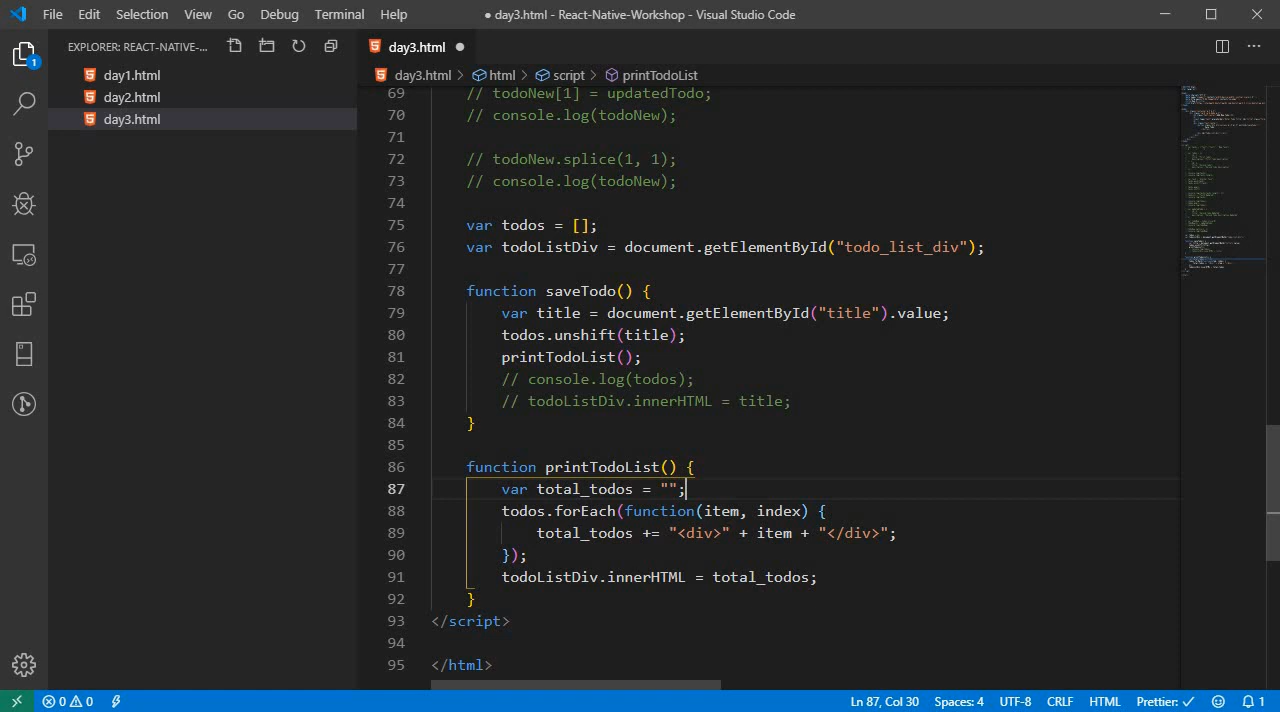 File Edit Selection View Go Debug Terminal Help ● day3.html - React-Native-Workshop - Visual Studio Code
EXPLORER: REACT-NATIVE-...
day3.html ●
day1.html
day2.html
day3.html
1
day3.html > html > script > printTodoList
69 // todoNew[1] = updatedTodo;
70 // console.log(todoNew);
71
72 // todoNew.splice(1, 1);
73 // console.log(todoNew);
74
75 var todos = [];
76 var todoListDiv = document.getElementById("todo_list_div");
77
78 function saveTodo() {
79 var title = document.getElementById("title").value;
80 todos.unshift(title);
81 printTodoList();
82 // console.log(todos);
83 // todoListDiv.innerHTML = title;
84 }
85
86 function printTodoList() {
87 var total_todos = "";
88 todos.forEach(function(item, index) {
89 total_todos += "<div>" + item + "</div>";
90 });
91 todoListDiv.innerHTML = total_todos;
92 }
93 </script>
94
95 </html>
0 0 Ln 87, Col 30 Spaces: 4 UTF-8 CRLF HTML Prettier: ✓ 1